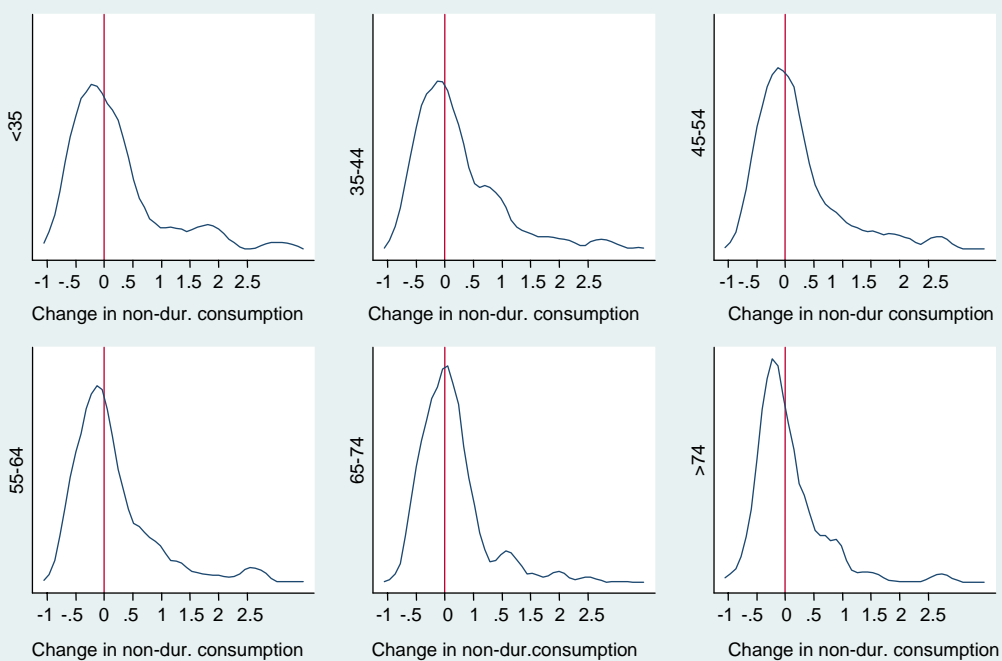 <35
-1 -.5 0 .5 1 1.5 2 2.5
Change in non-dur. consumption
35-44
-1 -.5 0 .5 1 1.5 2 2.5
Change in non-dur. consumption
45-54
-1 -.5 0 .5 1 1.5 2 2.5
Change in non-dur consumption
55-64
-1 -.5 0 .5 1 1.5 2 2.5
Change in non-dur. consumption
65-74
-1 -.5 0 .5 1 1.5 2 2.5
Change in non-dur.consumption
>74
-1 -.5 0 .5 1 1.5 2 2.5
Change in non-dur. consumption